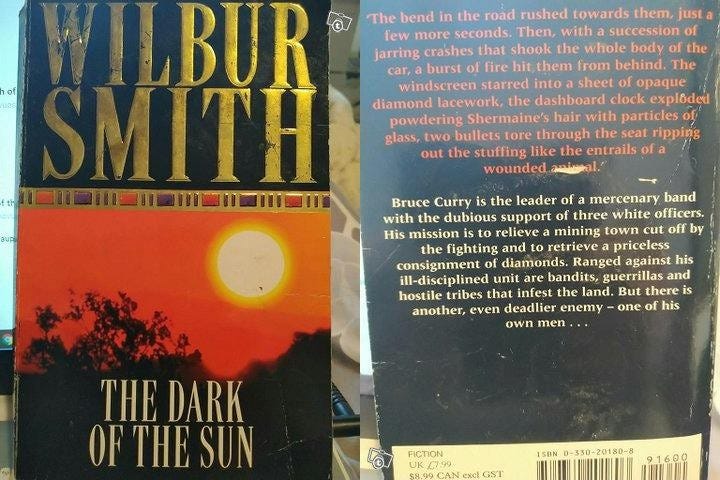 WILBUR
SMITH
THE DARK
OF THE SUN
'The bend in the road rushed towards them, just a
few more seconds. Then, with a succession of
jarring crashes that shook the whole body of the
car, a burst of fire hit them from behind. The
windscreen starred into a sheet of opaque
diamond lacework, the dashboard clock exploded
powdering Shermaine's hair with particles of
glass, two bullets tore through the seat ripping
out the stuffing like the entrails of a
wounded animal.'
Bruce Curry is the leader of a mercenary band
with the dubious support of three white officers.
His mission is to relieve a mining town cut off by
the fighting and to retrieve a priceless
consignment of diamonds. Ranged against his
ill-disciplined unit are bandits, guerrillas and
hostile tribes that infest the land. But there is
another, even deadlier enemy – one of his
own men . . .
FICTION
UK £7.99
$8.99 CAN excl GST
ISBN 0-330-20180-8
91600